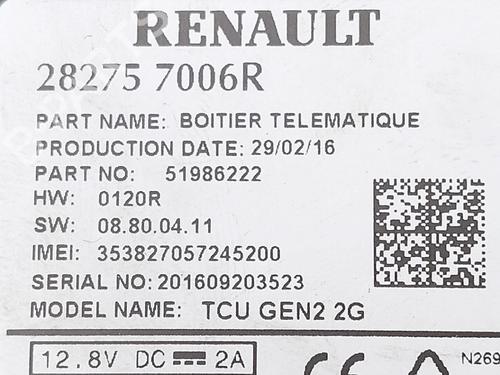 RENAULT
28275 7006R
PART NAME: BOITIER TELEMATIQUE
PRODUCTION DATE: 29/02/16
PART NO: 51986222
HW: 0120R
SW: 08.80.04.11
IMEI: 353827057245200
SERIAL NO: 201609203523
MODEL NAME: TCU GEN2 2G
12.8V DC 2A
CE N269